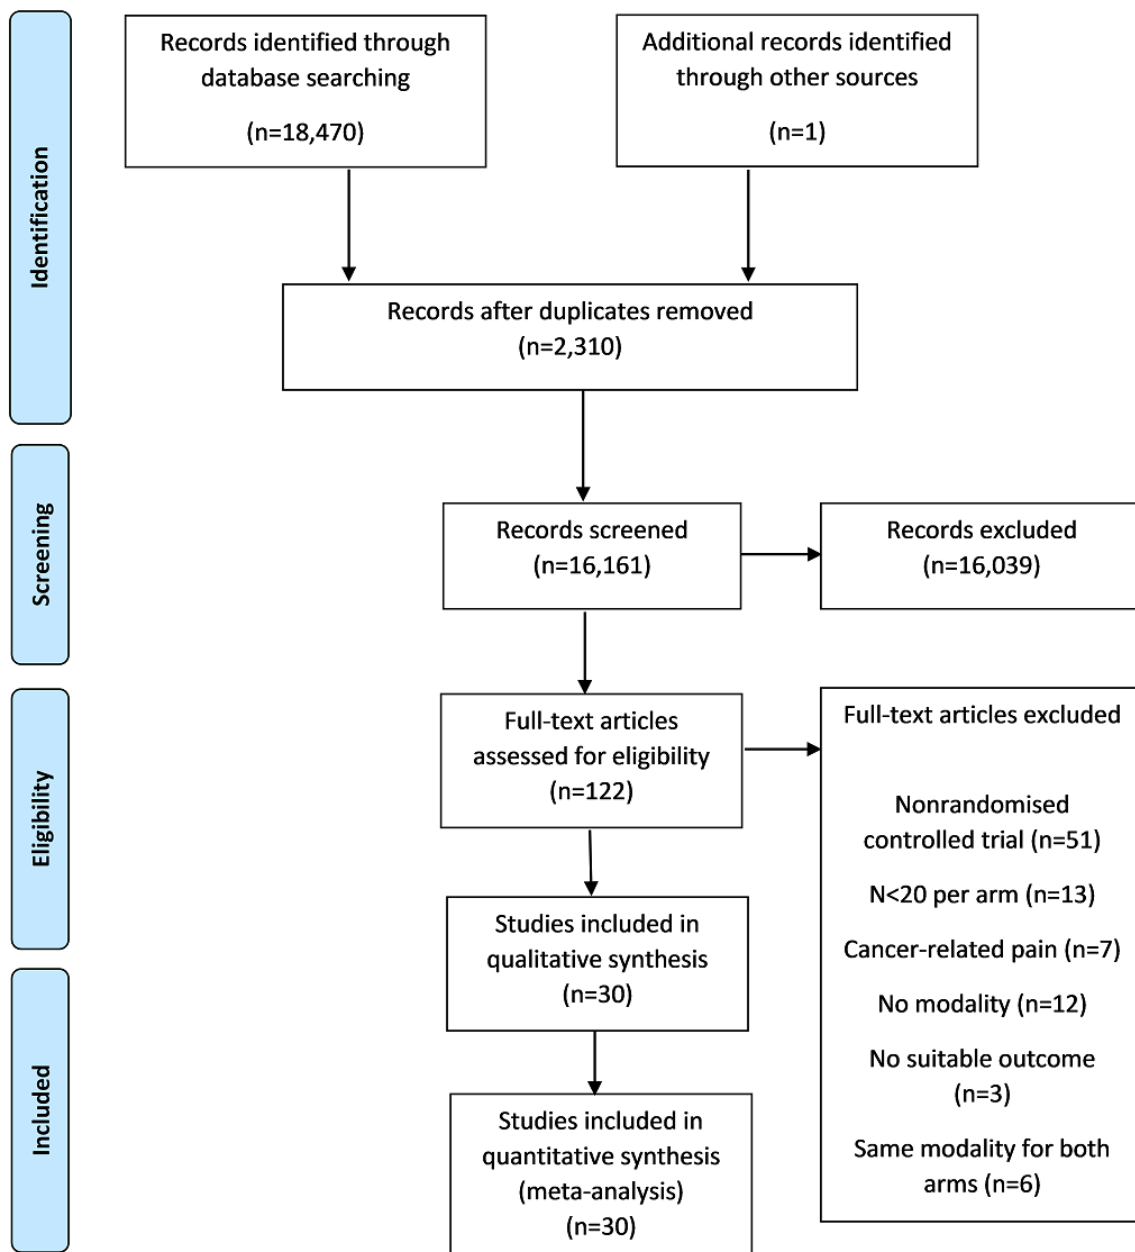 Identification
Records identified through
database searching
(n=18,470)
Additional records identified
through other sources
(n=1)
Records after duplicates removed
(n=2,310)
Screening
Records screened
(n=16,161)
Records excluded
(n=16,039)
Eligibility
Full-text articles
assessed for eligibility
(n=122)
Full-text articles excluded
Nonrandomised
controlled trial (n=51)
N<20 per arm (n=13)
Cancer-related pain (n=7)
No modality (n=12)
No suitable outcome
(n=3)
Same modality for both
arms (n=6)
Studies included in
qualitative synthesis
(n=30)
Included
Studies included in
quantitative synthesis
(meta-analysis)
(n=30)